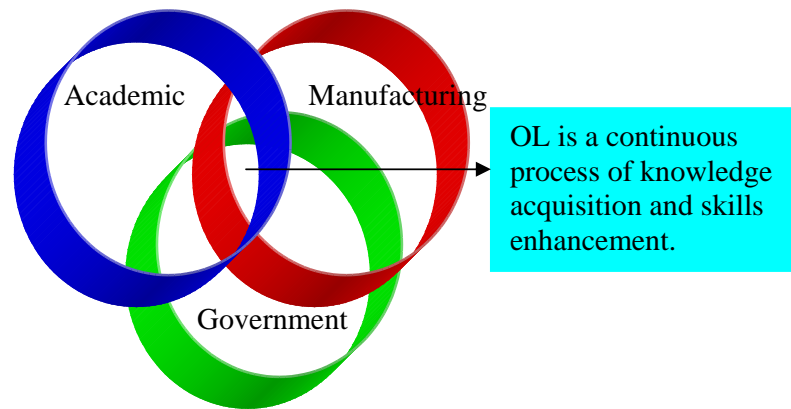 Academic
Manufacturing
OL is a continuous
process of knowledge
acquisition and skills
enhancement.
Government